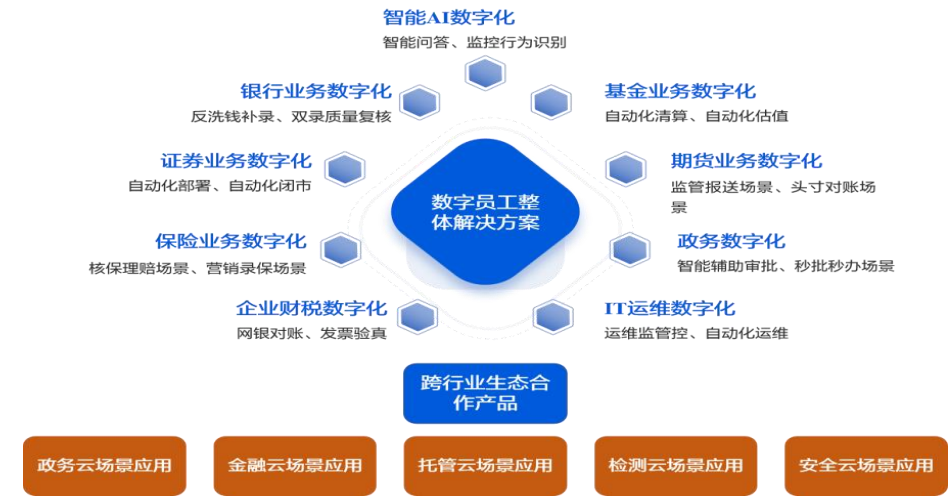 智能AI数字化
智能问答、监控行为识别
银行业务数字化
反洗钱补录、双录质量复核
基金业务数字化
自动化清算、自动化估值
证券业务数字化
自动化部署、自动化闭市
期货业务数字化
监管报送场景、头寸对账场
景
数字员工整
体解决方案
保险业务数字化
核保理赔场景、营销录保场景
政务数字化
智能辅助审批、秒批秒办场景
企业财税数字化
网银对账、发票验真
IT运维数字化
运维监管控、自动化运维
跨行业生态合
作产品
政务云场景应用
金融云场景应用
托管云场景应用
检测云场景应用
安全云场景应用